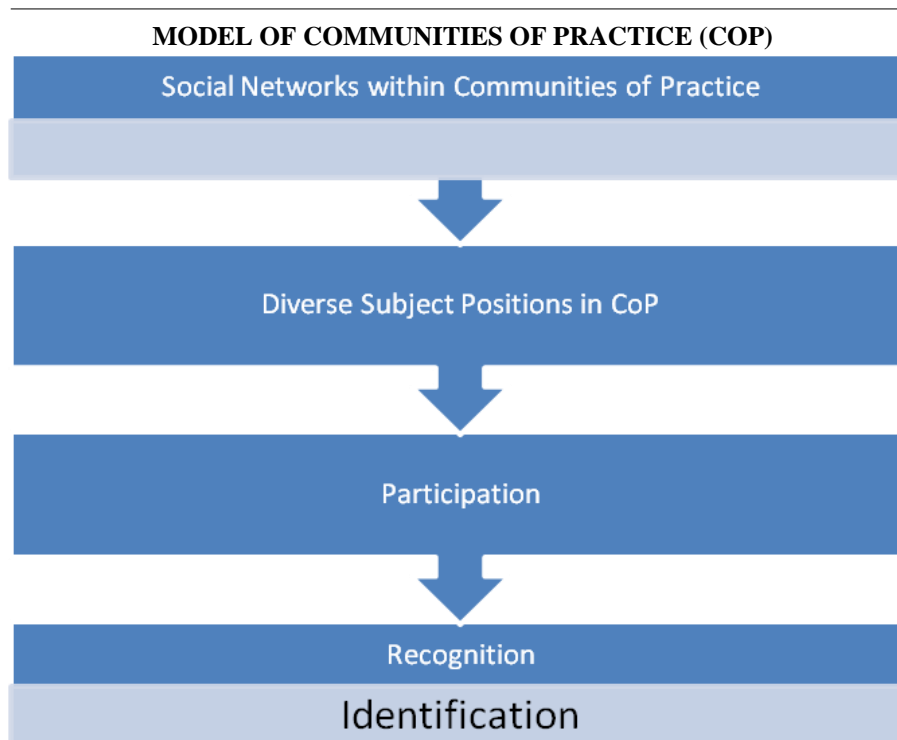 MODEL OF COMMUNITIES OF PRACTICE (COP)
Social Networks within Communities of Practice
Diverse Subject Positions in CoP
Participation
Recognition
Identification